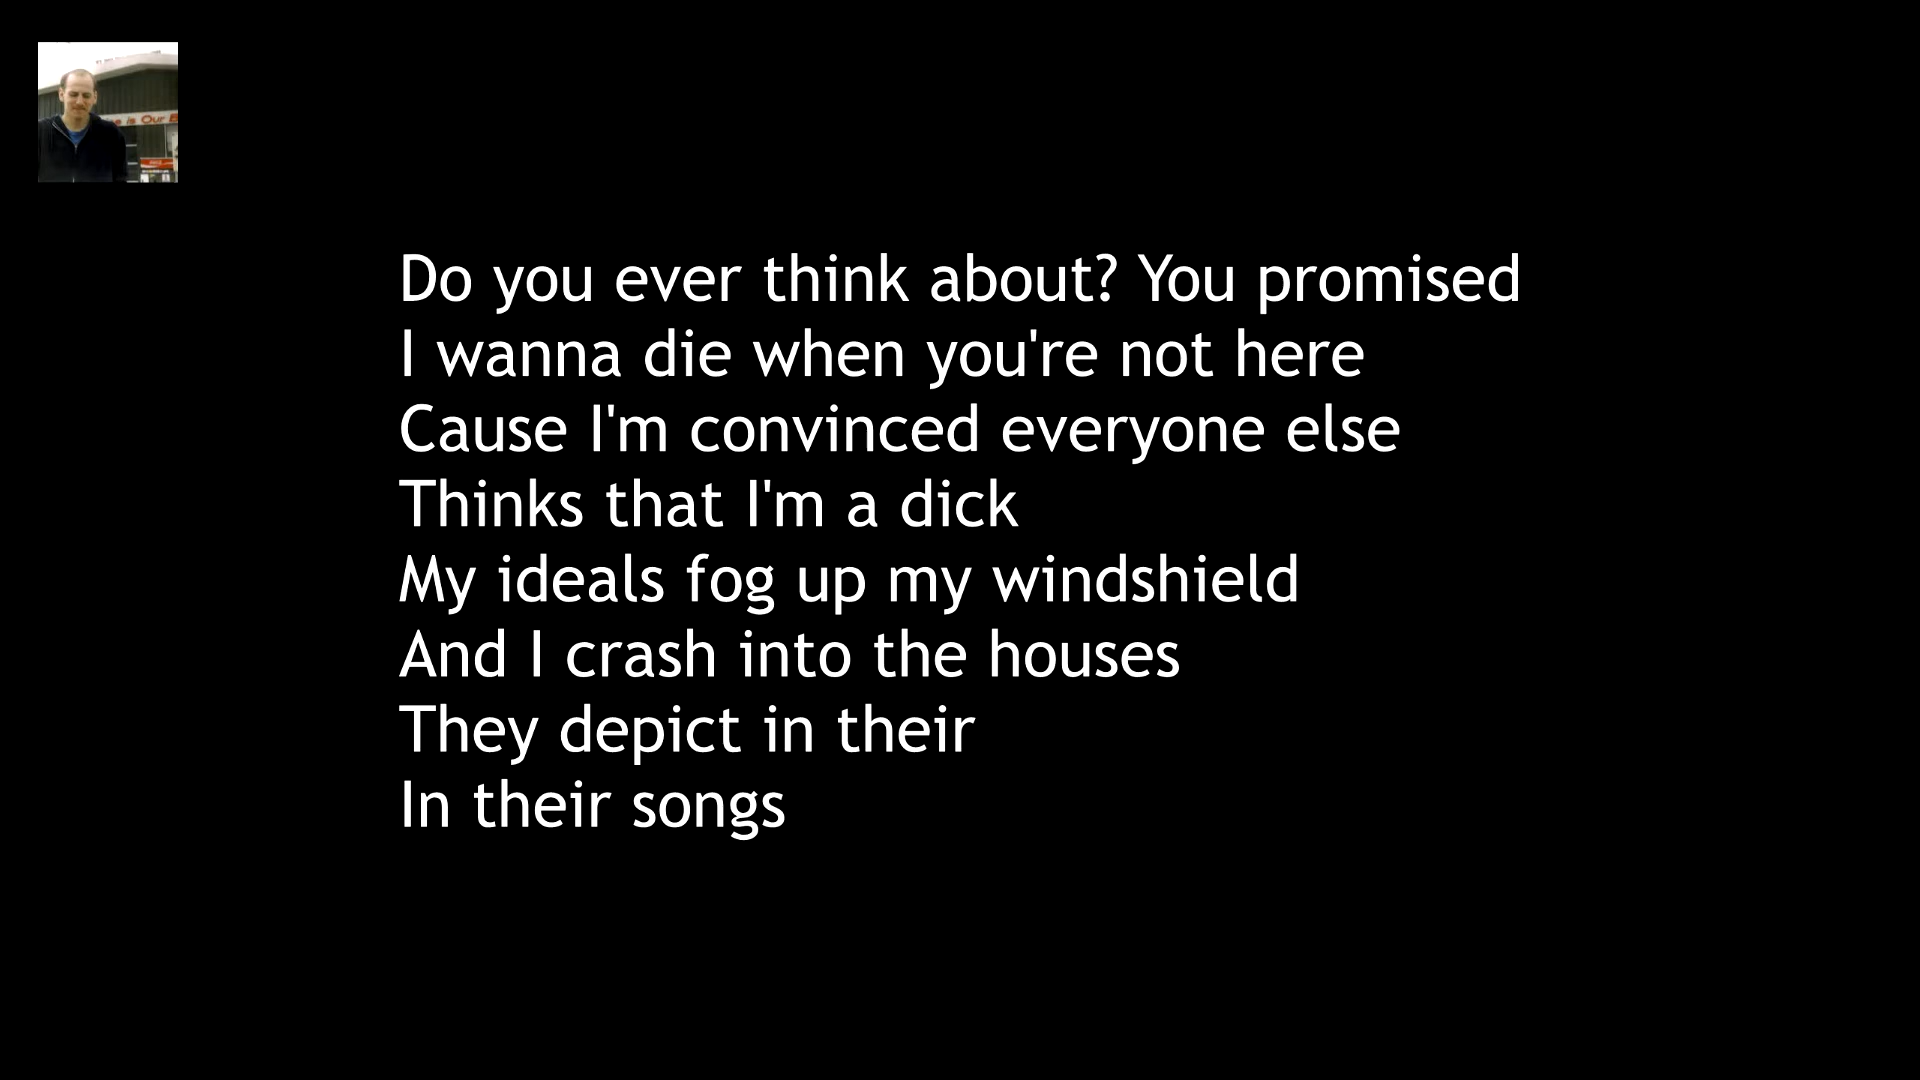 e is Our
Do you ever think about? You promised
I wanna die when you're not here
Cause I'm convinced everyone else
Thinks that I'm a dick
My ideals fog up my windshield
And I crash into the houses
They depict in their
In their songs